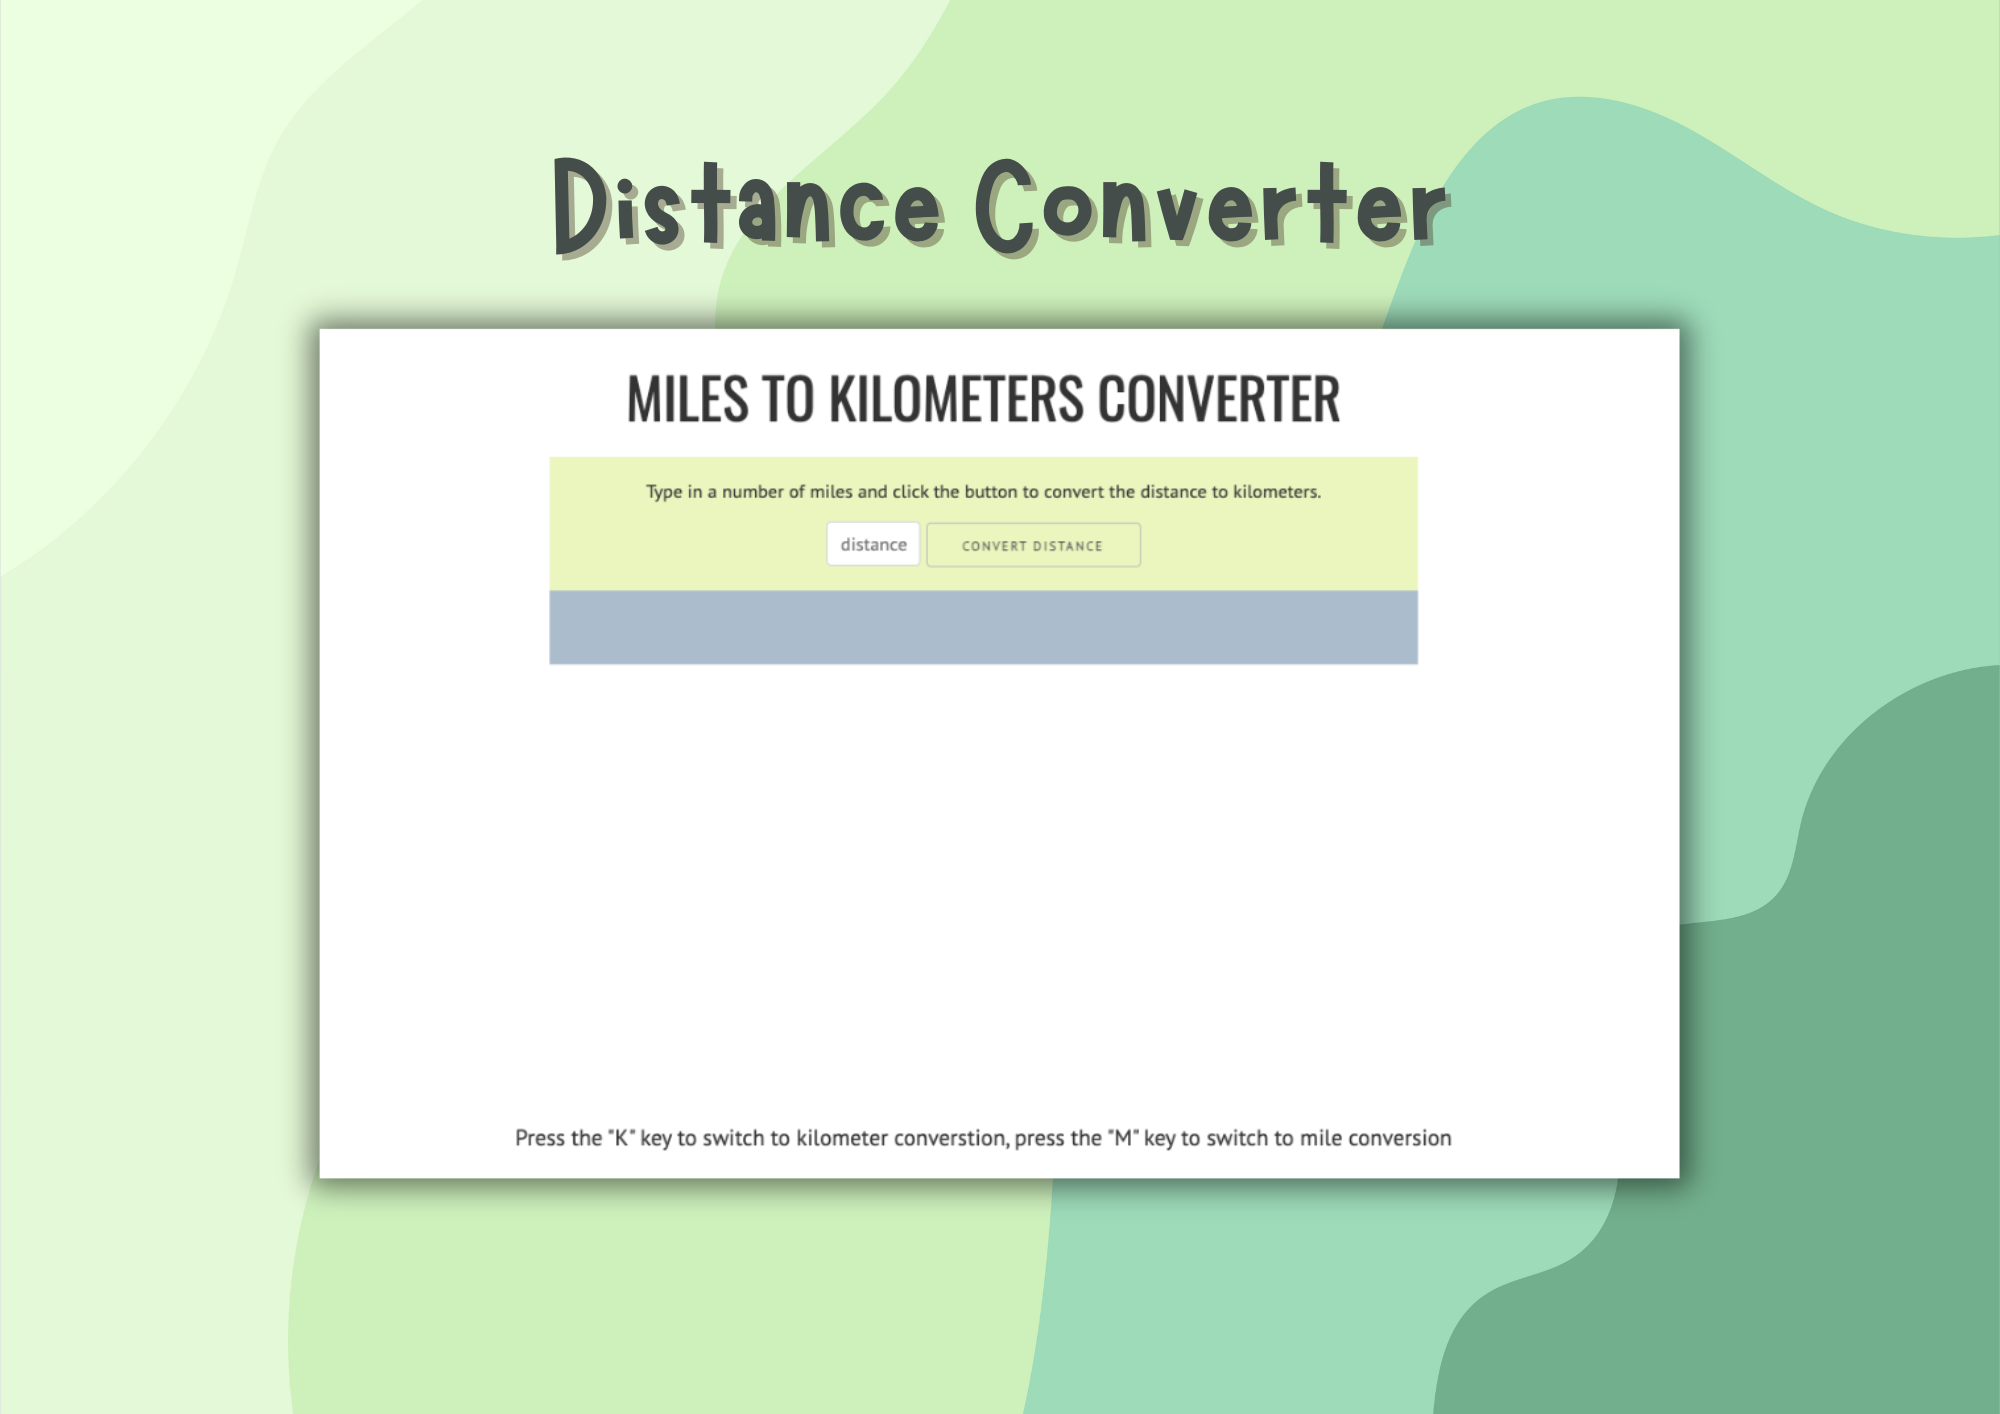 Distance Converter
MILES TO KILOMETERS CONVERTER
Type in a number of miles and click the button to convert the distance to kilometers.
distance CONVERT DISTANCE
Press the "K" key to switch to kilometer converstion, press the "M" key to switch to mile conversion